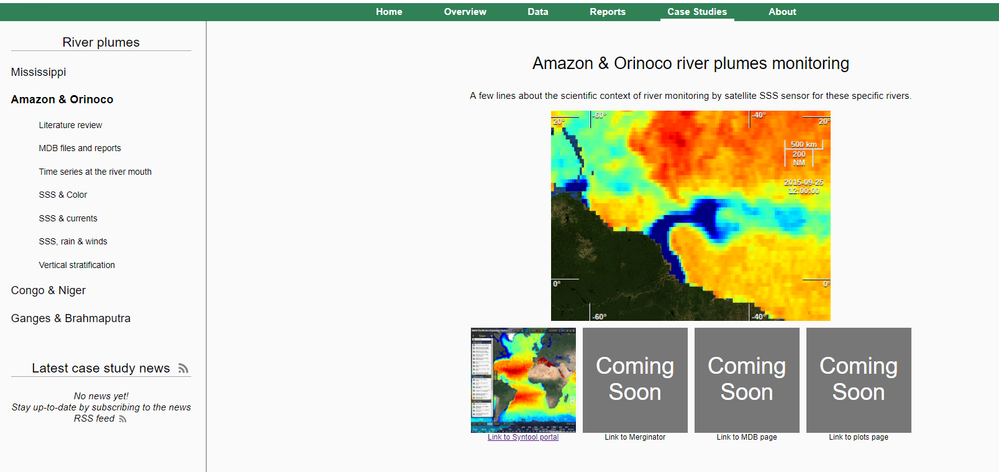 Home Overview Data Reports Case Studies About
River plumes
Mississippi
Amazon & Orinoco
Literature review
MDB files and reports
Time series at the river mouth
SSS & Color
SSS & currents
SSS, rain & winds
Vertical stratification
Congo & Niger
Ganges & Brahmaputra
Latest case study news
No news yet!
Stay up-to-date by subscribing to the news
RSS feed
Amazon & Orinoco river plumes monitoring
A few lines about the scientific context of river monitoring by satellite SSS sensor for these specific rivers.
-60° -40°
20° 20°
500 km
200
NM
2015-09-25
12:00:00
0° 0°
-60° -40°
Coming
Soon
Coming
Soon
Coming
Soon
Link to Syntool portal
Link to Merginator
Link to MDB page
Link to plots page